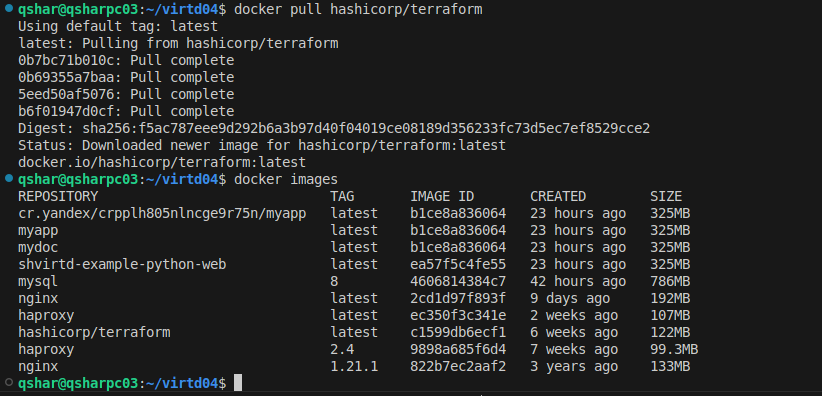 qshar@qsharpc03:~/virtd04$ docker pull hashicorp/terraform
Using default tag: latest
latest: Pulling from hashicorp/terraform
0b7bc71b010c: Pull complete
0b69355a7baa: Pull complete
5eed50af5076: Pull complete
b6f01947d0cf: Pull complete
Digest: sha256:f5ac787eee9d292b6a3b97d40f04019ce08189d356233fc73d5ec7ef8529cce2
Status: Downloaded newer image for hashicorp/terraform:latest
docker.io/hashicorp/terraform:latest
qshar@qsharpc03:~/virtd04$ docker images
REPOSITORY TAG IMAGE ID CREATED SIZE
cr.yandex/crpplh805nlncge9r75n/myapp latest b1ce8a836064 23 hours ago 325MB
myapp latest b1ce8a836064 23 hours ago 325MB
mydoc latest b1ce8a836064 23 hours ago 325MB
shvirtd-example-python-web latest ea57f5c4fe55 23 hours ago 325MB
mysql 8 4606814384c7 42 hours ago 786MB
nginx latest 2cd1d97f893f 9 days ago 192MB
haproxy latest ec350f3c341e 2 weeks ago 107MB
hashicorp/terraform latest c1599db6ecf1 6 weeks ago 122MB
haproxy 2.4 9898a685f6d4 7 weeks ago 99.3MB
nginx 1.21.1 822b7ec2aaf2 3 years ago 133MB
qshar@qsharpc03:~/virtd04$